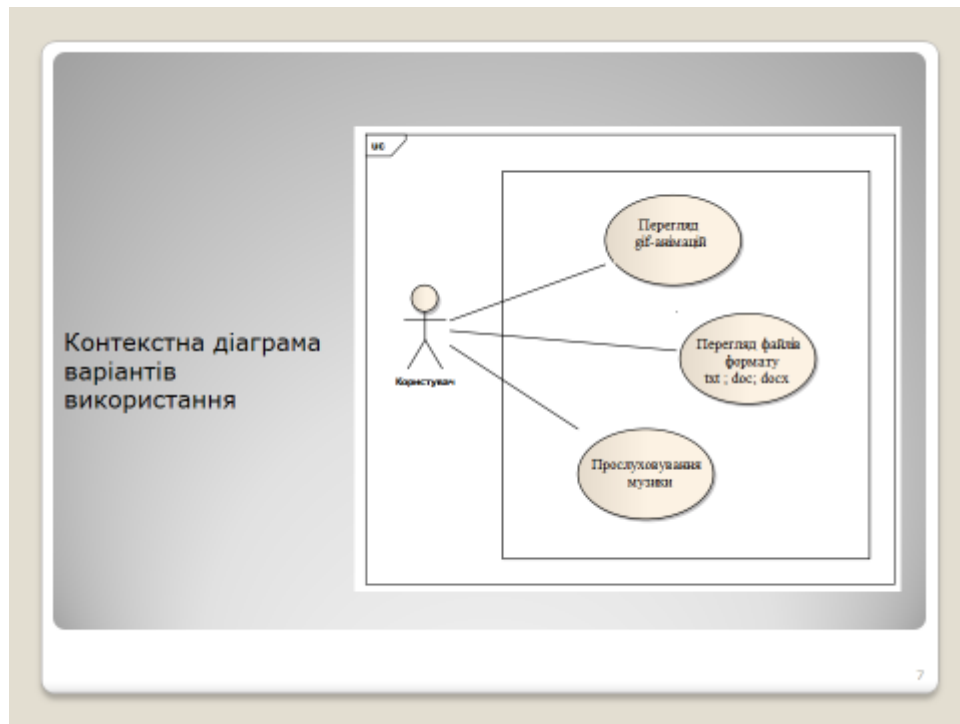 Контекстна діаграма
варіантів
використання
uc
Перегляд
gif-анімацій
Перегляд файлів
формату
txt ; doc; docx
Користувач
Прослуховування
музики
7